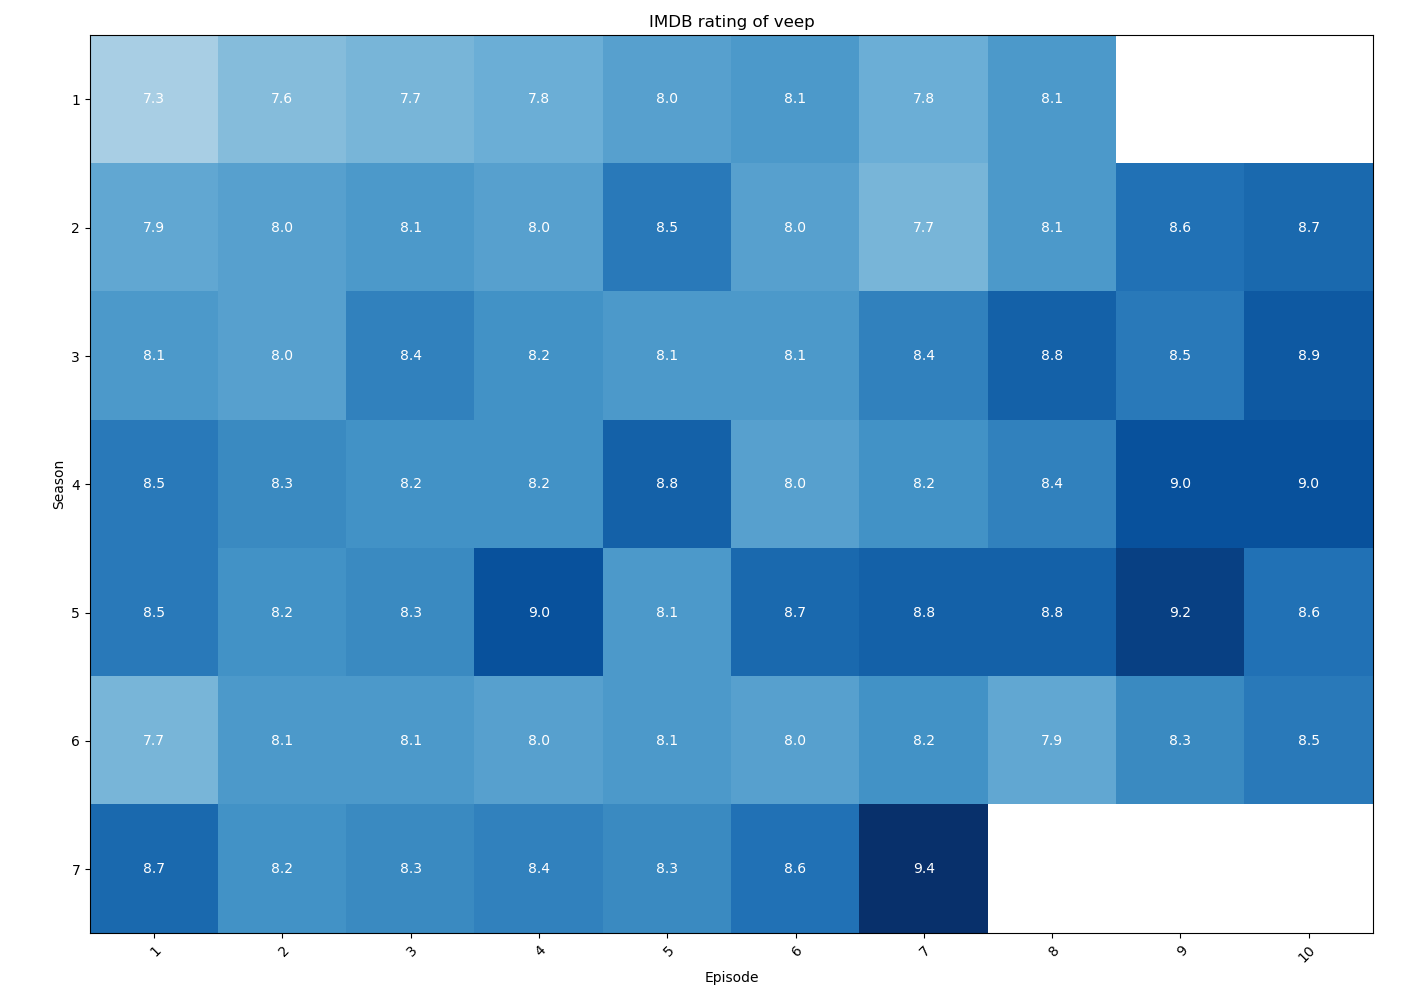 IMDB rating of veep
1 7.3 7.6 7.7 7.8 8.0 8.1 7.8 8.1
2 7.9 8.0 8.1 8.0 8.5 8.0 7.7 8.1 8.6 8.7
3 8.1 8.0 8.4 8.2 8.1 8.1 8.4 8.8 8.5 8.9
Season
4 8.5 8.3 8.2 8.2 8.8 8.0 8.2 8.4 9.0 9.0
5 8.5 8.2 8.3 9.0 8.1 8.7 8.8 8.8 9.2 8.6
6 7.7 8.1 8.1 8.0 8.1 8.0 8.2 7.9 8.3 8.5
7 8.7 8.2 8.3 8.4 8.3 8.6 9.4
1 2 3 4 5 6 7 8 9 10
Episode